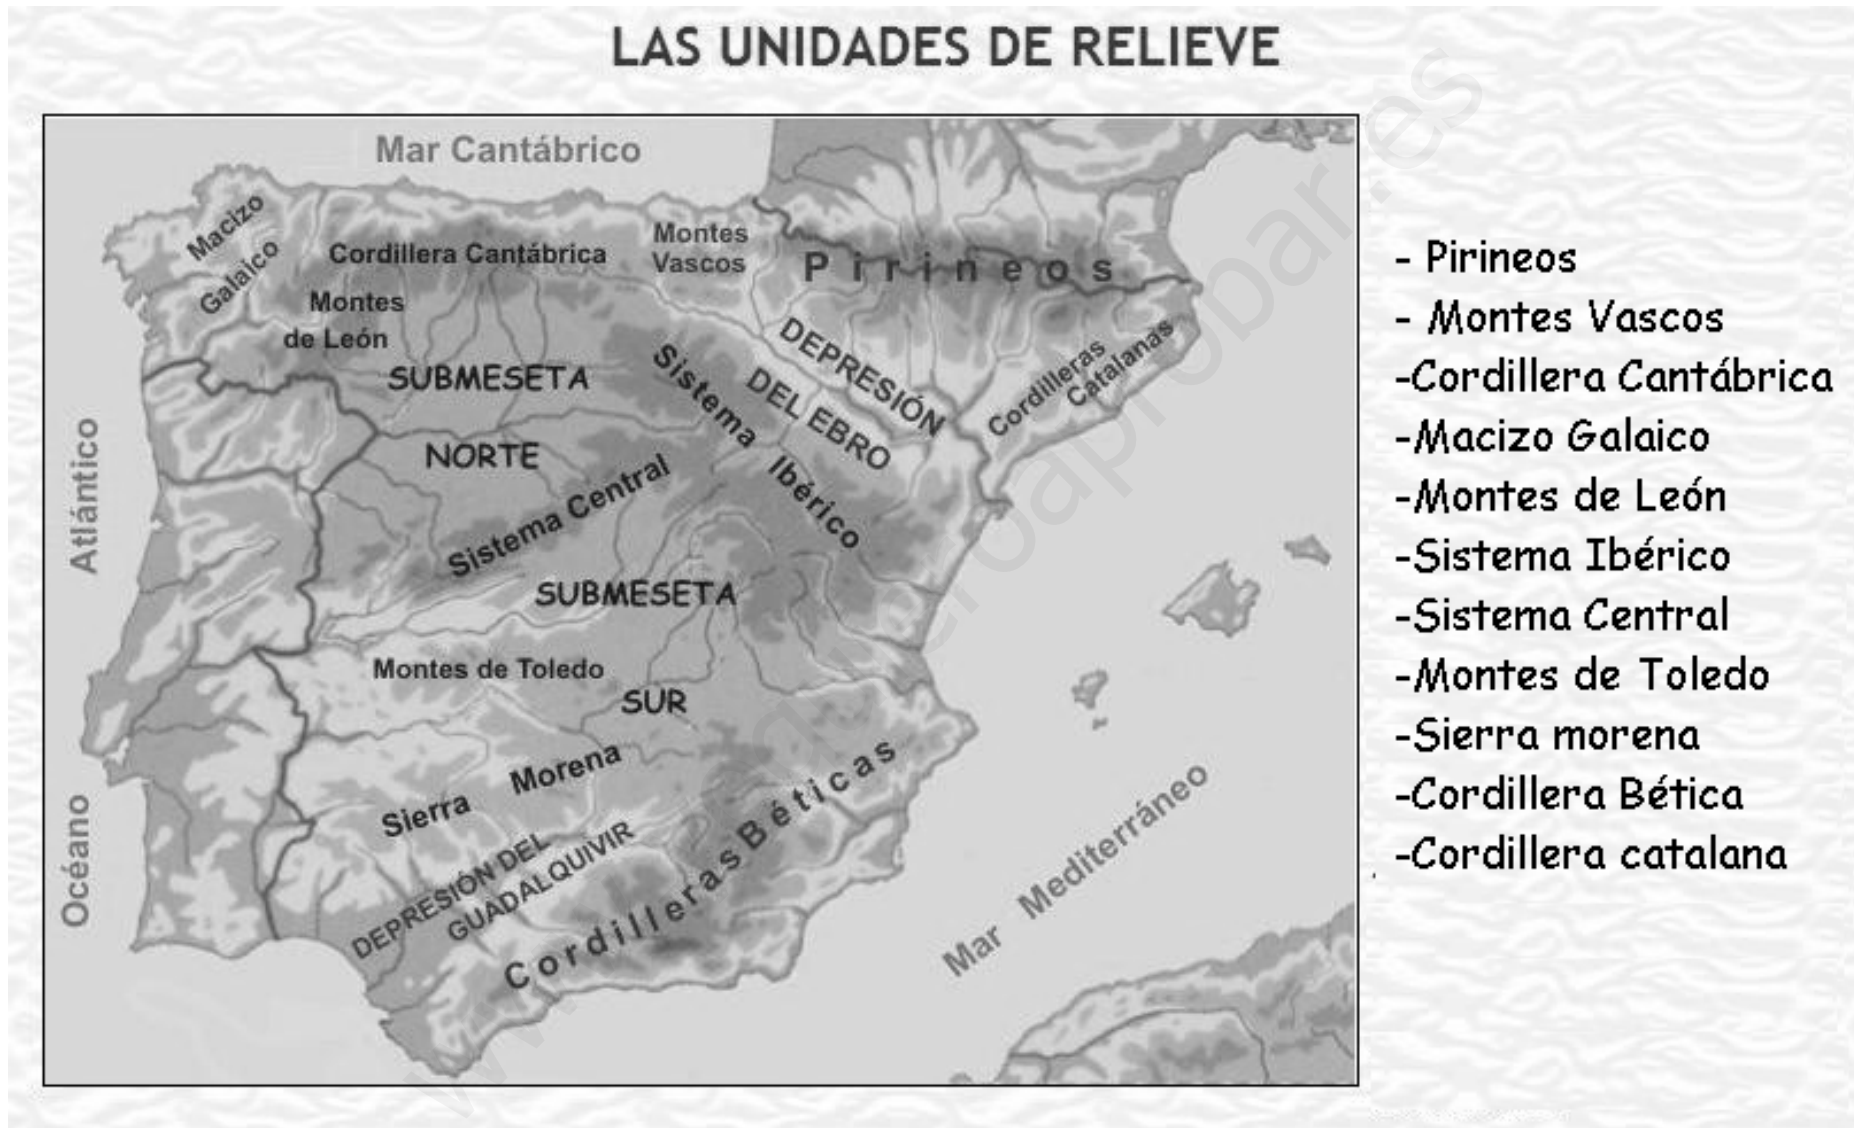 LAS UNIDADES DE RELIEVE
Mar Cantábrico
Macizo
Galaico
Cordillera Cantábrica
Montes
Vascos
Pirineos
Montes
de León
DEPRESIÓN
DEL EBRO
Cordilleras
Catalanas
SUBMESETA
NORTE
Sistema Ibérico
Sistema Central
SUBMESETA
SUR
Montes de Toledo
Sierra Morena
DEPRESIÓN DEL
GUADALQUIVIR
Cordilleras Béticas
Océano Atlántico
Mar Mediterráneo
- Pirineos
- Montes Vascos
-Cordillera Cantábrica
-Macizo Galaico
-Montes de León
-Sistema Ibérico
-Sistema Central
-Montes de Toledo
-Sierra morena
-Cordillera Bética
-Cordillera catalana